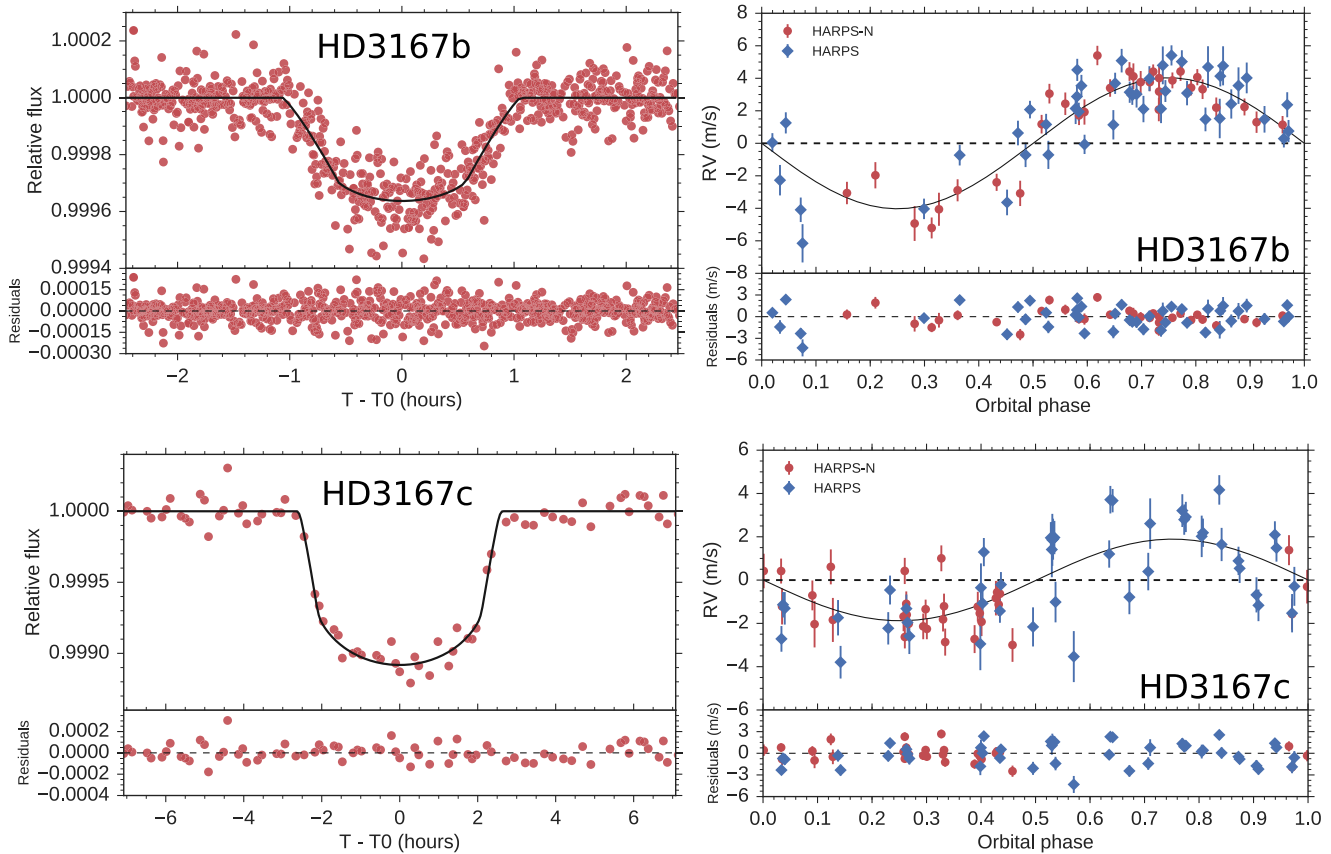 HD3167b
Relative flux
1.0002
1.0000
0.9998
0.9996
0.9994
Residuals
0.00015
0.00000
−0.00015
−0.00030
−2 −1 0 1 2
T - T0 (hours)
HARPS-N
HARPS
RV (m/s)
8
6
4
2
0
−2
−4
−6
−8
HD3167b
Residuals (m/s)
3
0
−3
−6
0.0 0.1 0.2 0.3 0.4 0.5 0.6 0.7 0.8 0.9 1.0
Orbital phase
HD3167c
Relative flux
1.0000
0.9995
0.9990
Residuals
0.0002
0.0000
−0.0002
−0.0004
−6 −4 −2 0 2 4 6
T - T0 (hours)
HARPS-N
HARPS
RV (m/s)
6
4
2
0
−2
−4
−6
HD3167c
Residuals (m/s)
3
0
−3
−6
0.0 0.1 0.2 0.3 0.4 0.5 0.6 0.7 0.8 0.9 1.0
Orbital phase